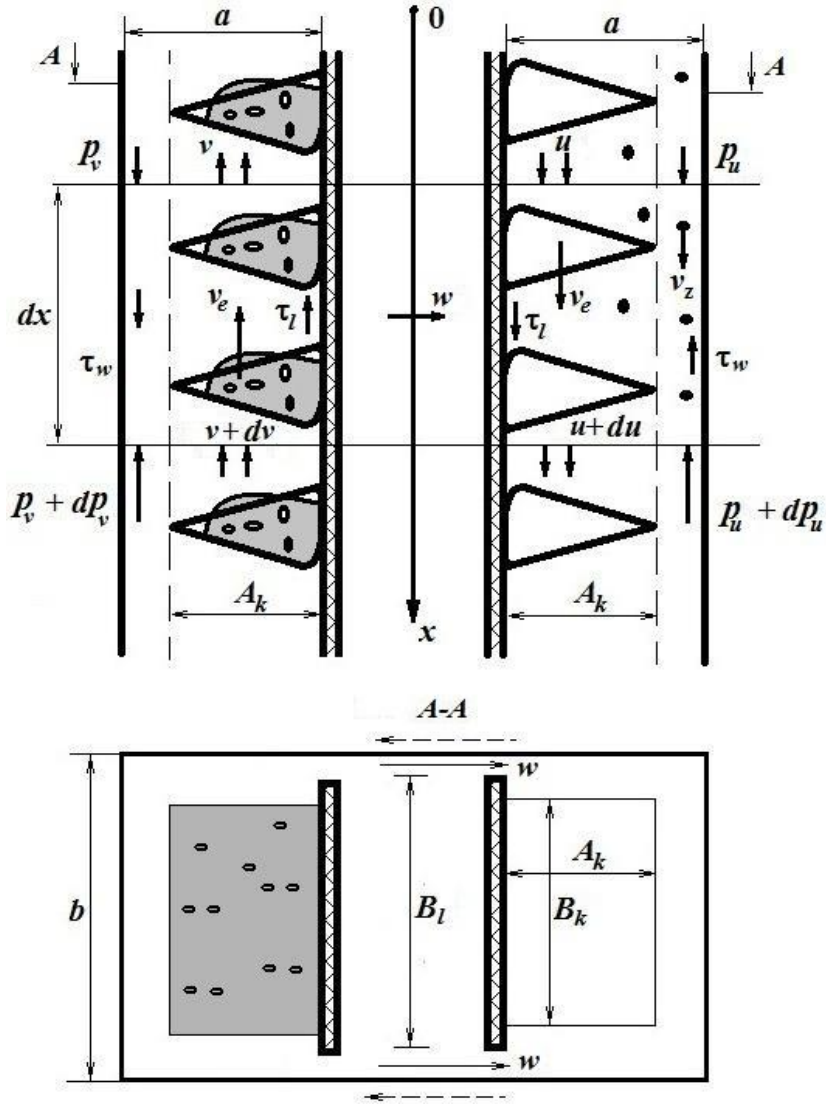 a 0 a
A A
p_v v u p_u
dx v_e τ_l w τ_l v_e v_z
τ_w τ_w
v + dv u + du
p_v + dp_v p_u + dp_u
A_k A_k
x
A-A
w
b B_l B_k A_k
w